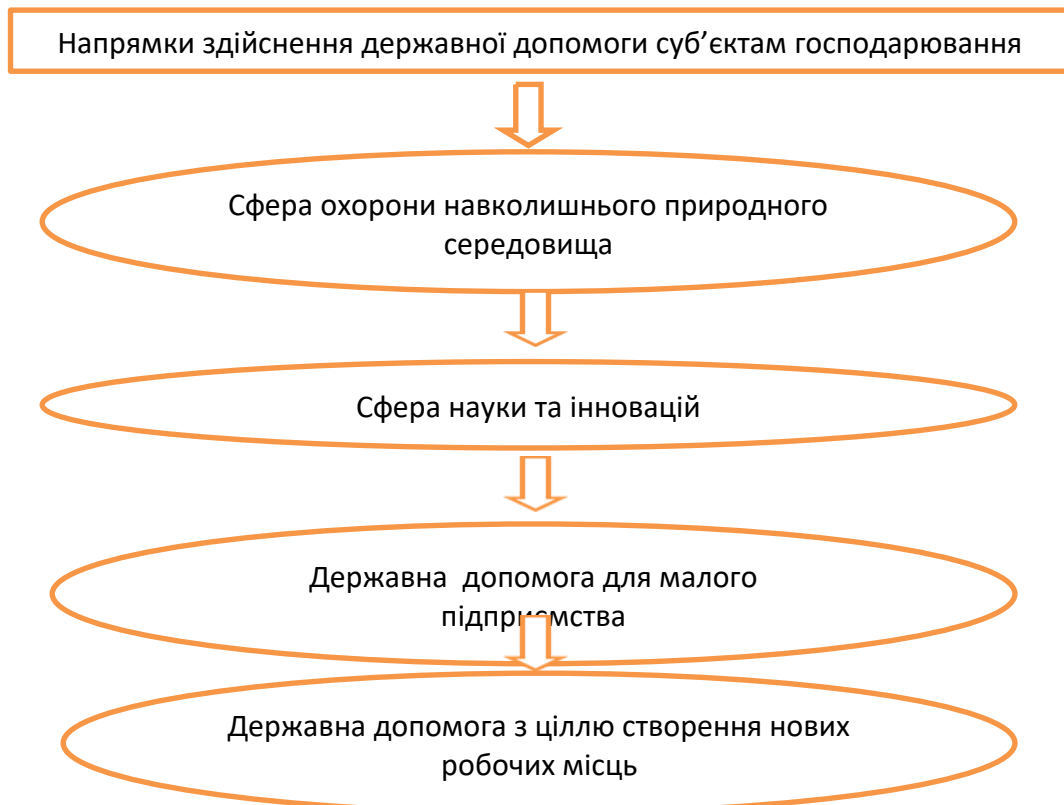 Напрямки здійснення державної допомоги суб’єктам господарювання
Сфера охорони навколишнього природного
середовища
Сфера науки та інновацій
Державна допомога для малого
підприємства
Державна допомога з ціллю створення нових
робочих місць